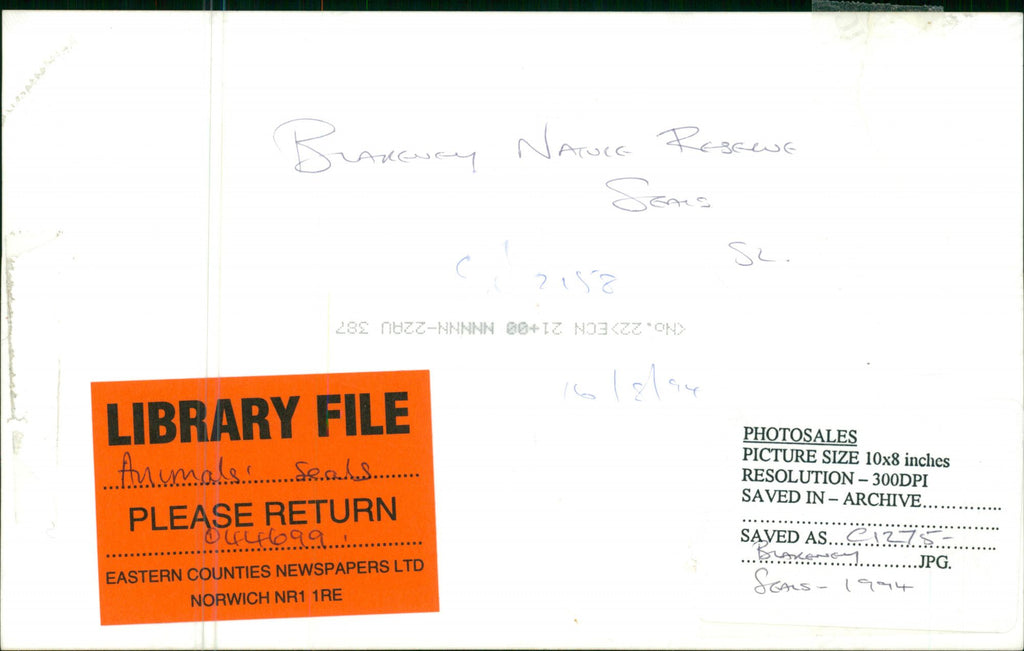 BLAKENEY NATURE RESERVE
SEALS
SL.
C 2152
<No.22>ECN 21+00 NNNNN-22AU 387
16/8/94
LIBRARY FILE
Animals: Seals
PLEASE RETURN
044699
EASTERN COUNTIES NEWSPAPERS LTD
NORWICH NR1 1RE
PHOTOSALES
PICTURE SIZE 10x8 inches
RESOLUTION – 300DPI
SAVED IN – ARCHIVE..............
SAVED AS... C1275-
BLAKENEY JPG.
SEALS - 1994